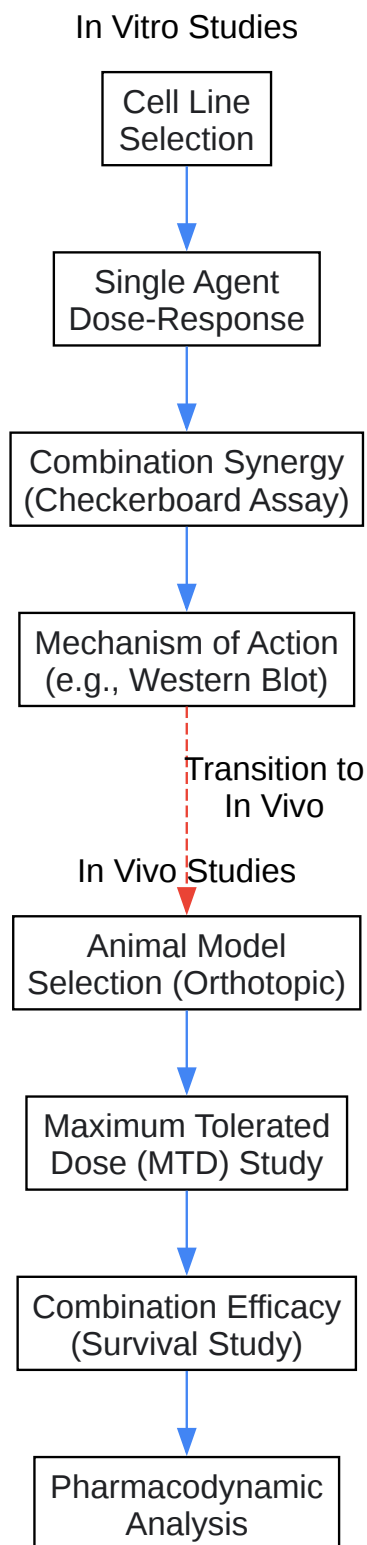 In Vitro Studies
Cell Line
Selection
Single Agent
Dose-Response
Combination Synergy
(Checkerboard Assay)
Mechanism of Action
(e.g., Western Blot)
Transition to
In Vivo
In Vivo Studies
Animal Model
Selection (Orthotopic)
Maximum Tolerated
Dose (MTD) Study
Combination Efficacy
(Survival Study)
Pharmacodynamic
Analysis